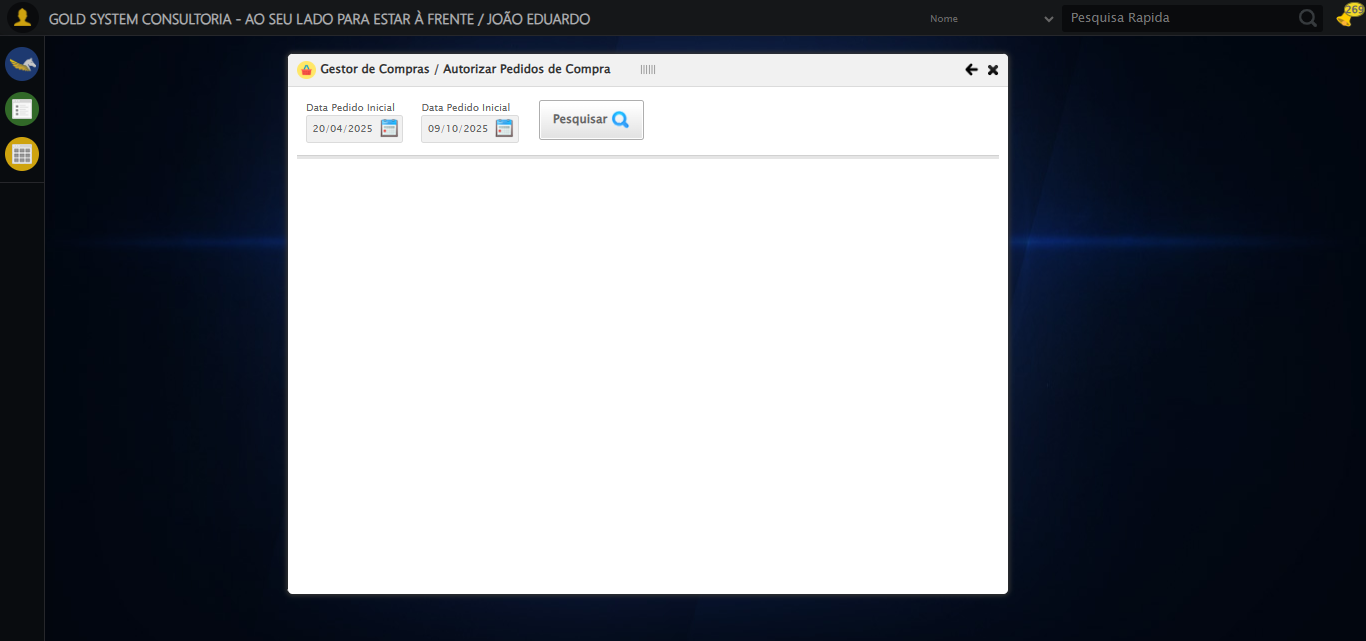 GOLD SYSTEM CONSULTORIA - AO SEU LADO PARA ESTAR À FRENTE / JOÃO EDUARDO
Nome
Pesquisa Rapida
269
Gestor de Compras / Autorizar Pedidos de Compra
Data Pedido Inicial
Data Pedido Inicial
20/04/2025
09/10/2025
Pesquisar